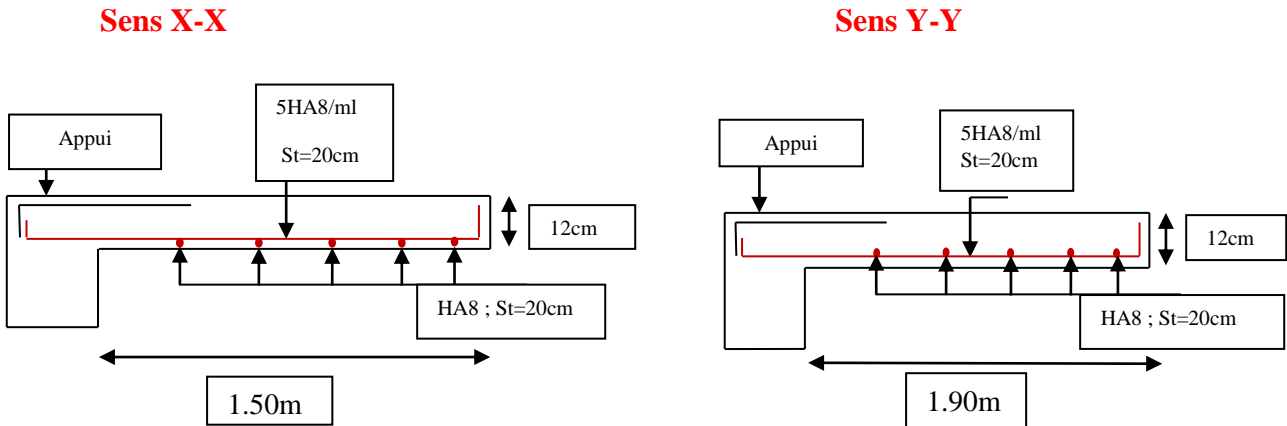 Sens X-X
5HA8/ml
St=20cm
Appui
12cm
HA8 ; St=20cm
1.50m
Sens Y-Y
5HA8/ml
St=20cm
Appui
12cm
HA8 ; St=20cm
1.90m